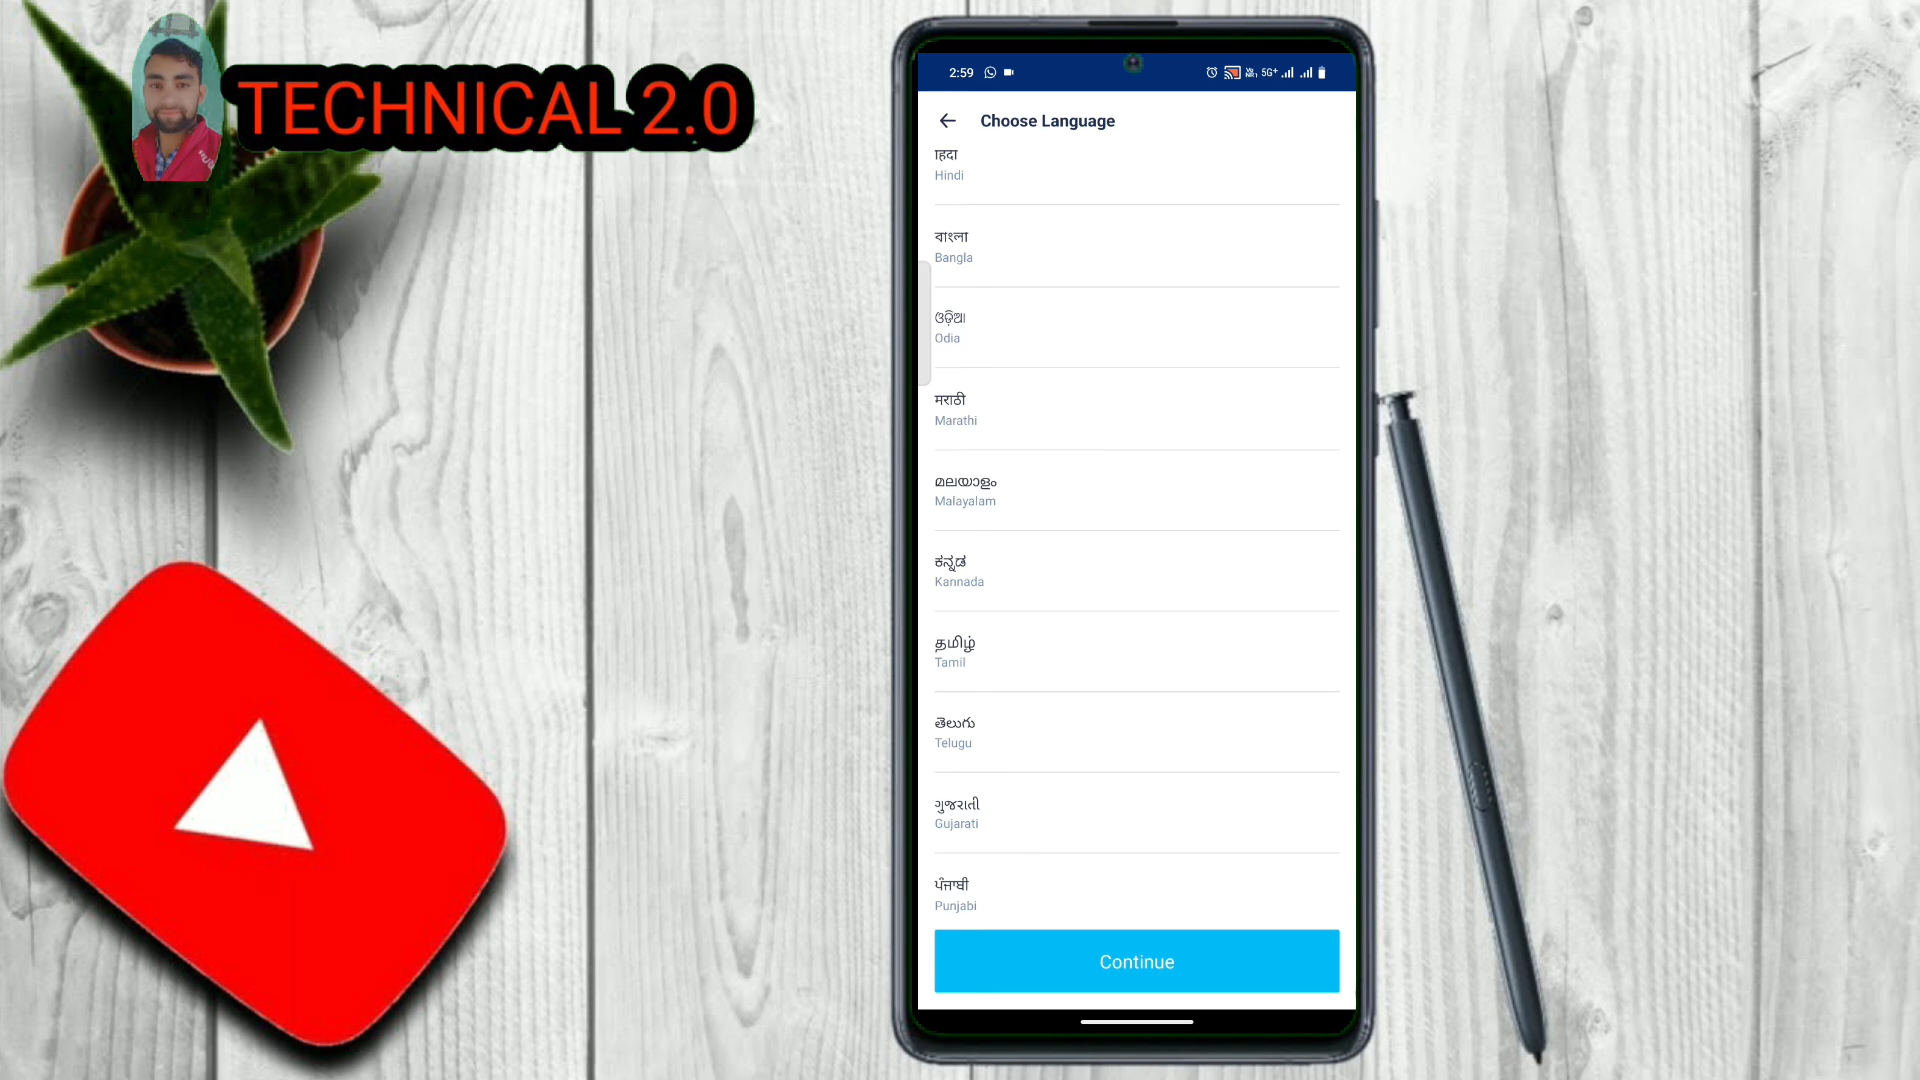 TECHNICAL 2.0
2:59
5G+
Choose Language
Hindi
বাংলা
Bangla
ଓଡ଼ିଆ
Odia
मराठी
Marathi
മലയാളം
Malayalam
ಕನ್ನಡ
Kannada
தமிழ்
Tamil
తెలుగు
Telugu
ગુજરાતી
Gujarati
ਪੰਜਾਬੀ
Punjabi
Continue